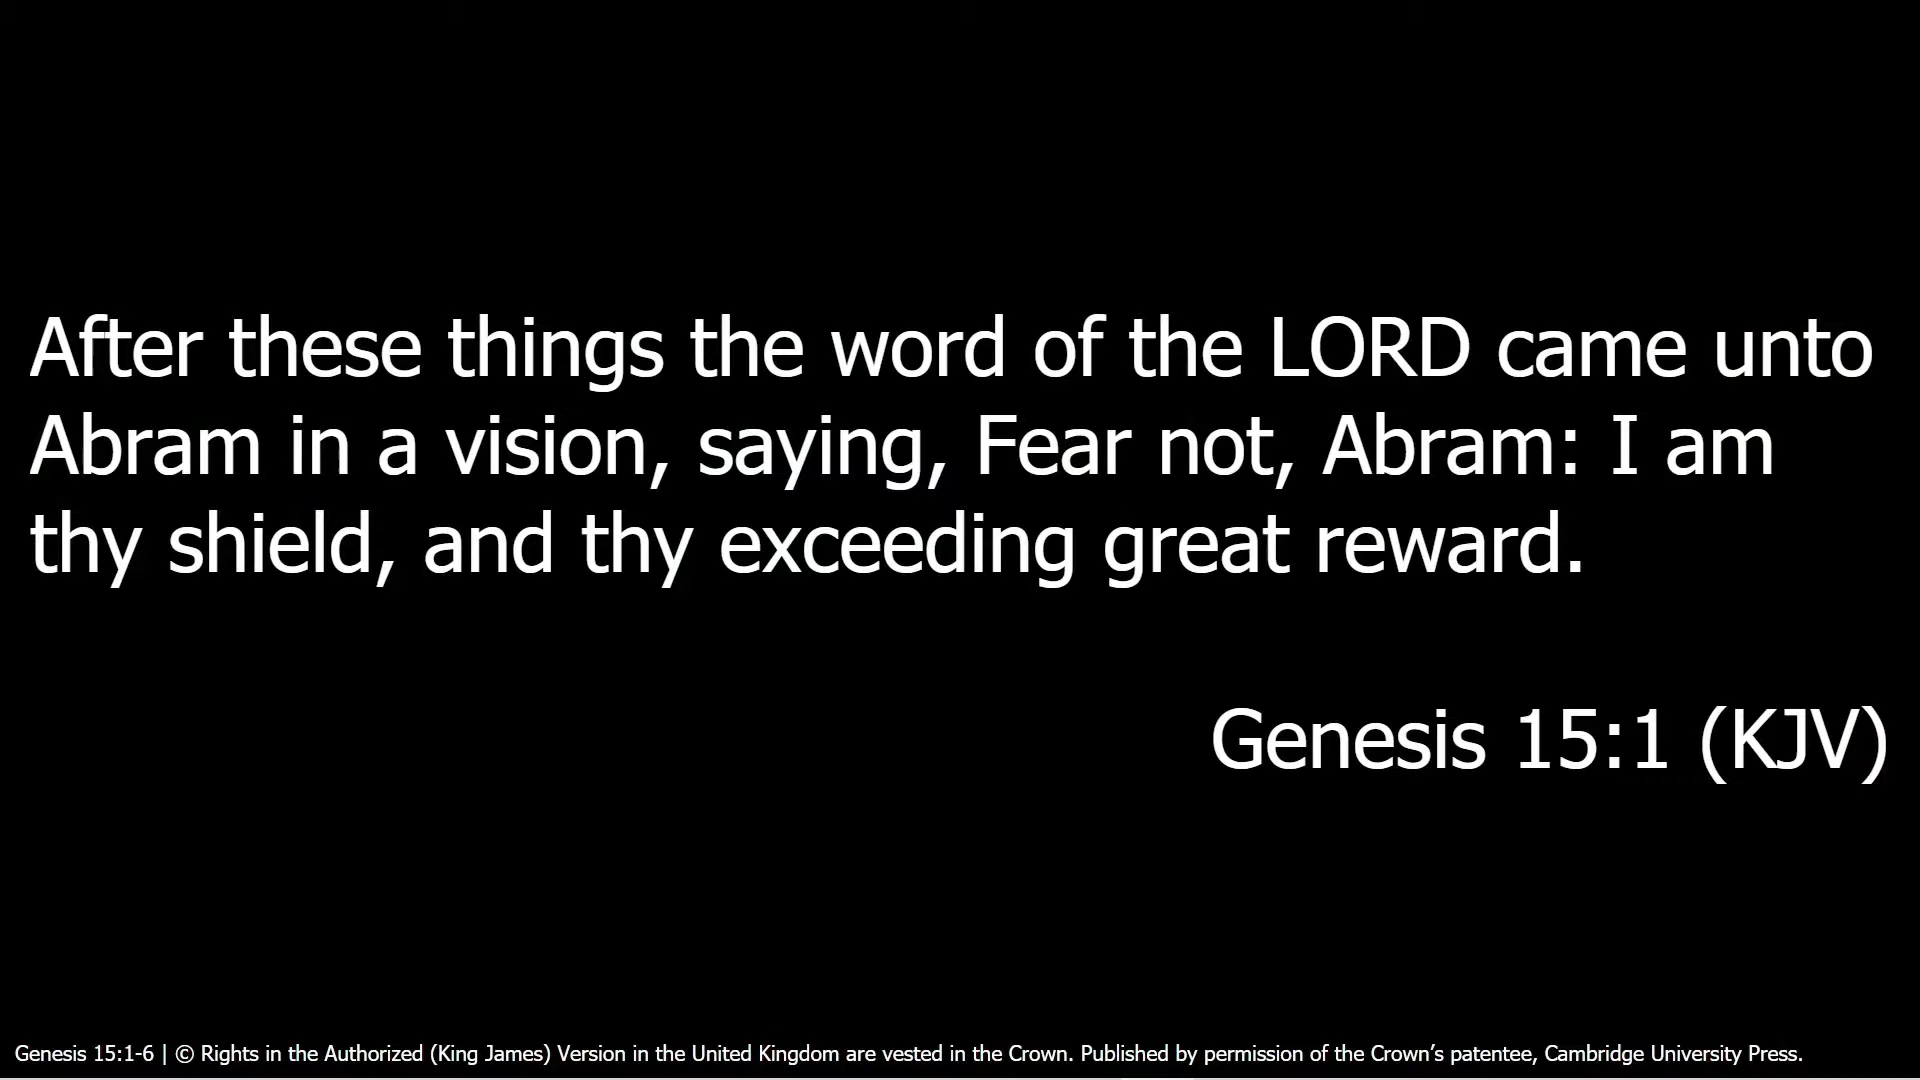 After these things the word of the LORD came unto
Abram in a vision, saying, Fear not, Abram: I am
thy shield, and thy exceeding great reward.
Genesis 15:1 (KJV)
Genesis 15:1-6 | © Rights in the Authorized (King James) Version in the United Kingdom are vested in the Crown. Published by permission of the Crown’s patentee, Cambridge University Press.